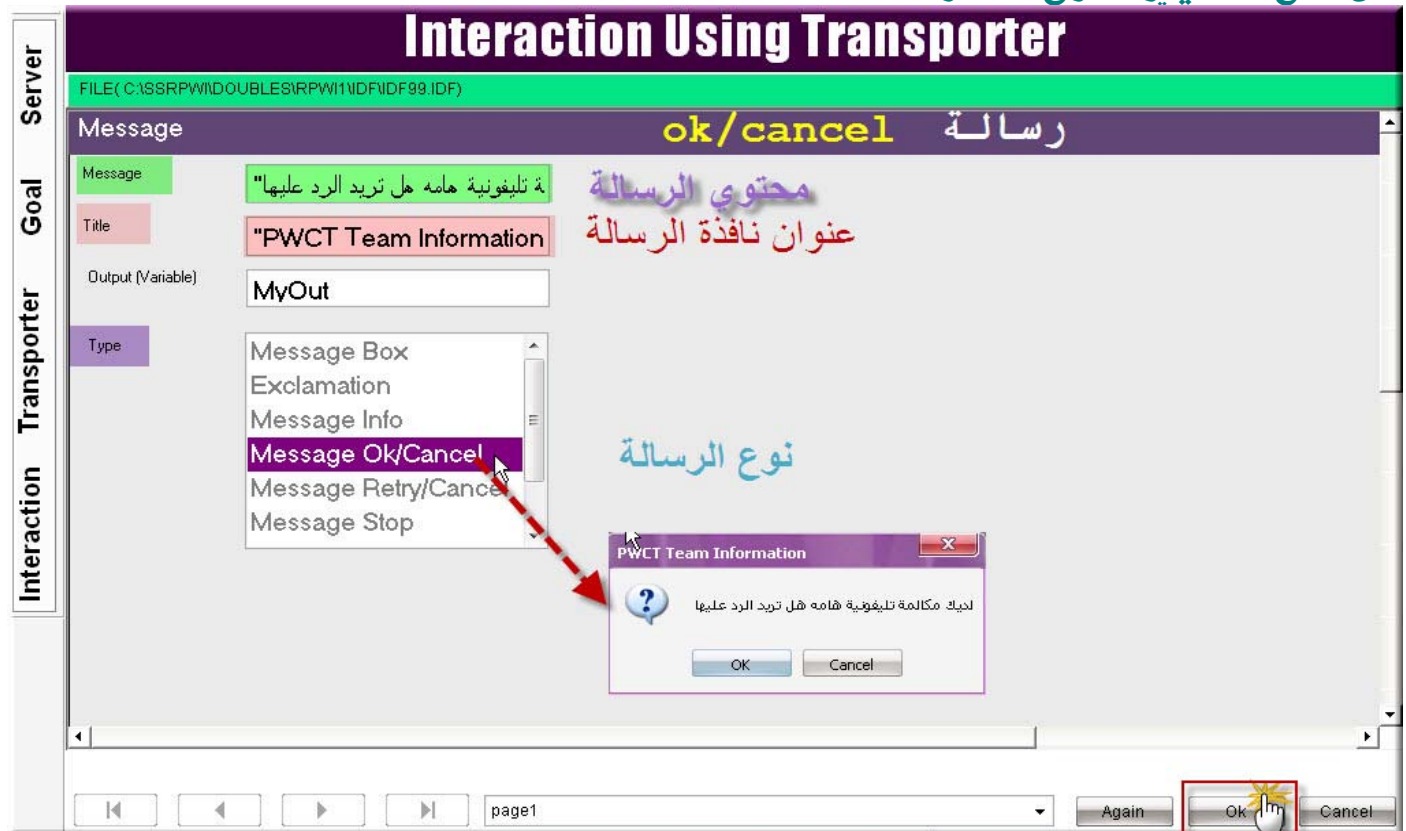 Interaction Using Transporter
Server
Goal
Transporter
Interaction
FILE( C:\SSRPWI\DOUBLES\RPWI1\IDF\IDF99.IDF)
Message
ok/cancel رسالة
Message
ة تليفونية هامه هل تريد الرد عليها"
محتوي الرسالة
Title
"PWCT Team Information
عنوان نافذة الرسالة
Output (Variable)
MyOut
Type
Message Box
Exclamation
Message Info
Message Ok/Cancel
Message Retry/Cancel
Message Stop
نوع الرسالة
PWCT Team Information
لديك مكالمة تليفونية هامه هل تريد الرد عليها
OK
Cancel
page1
Again
Ok
Cancel